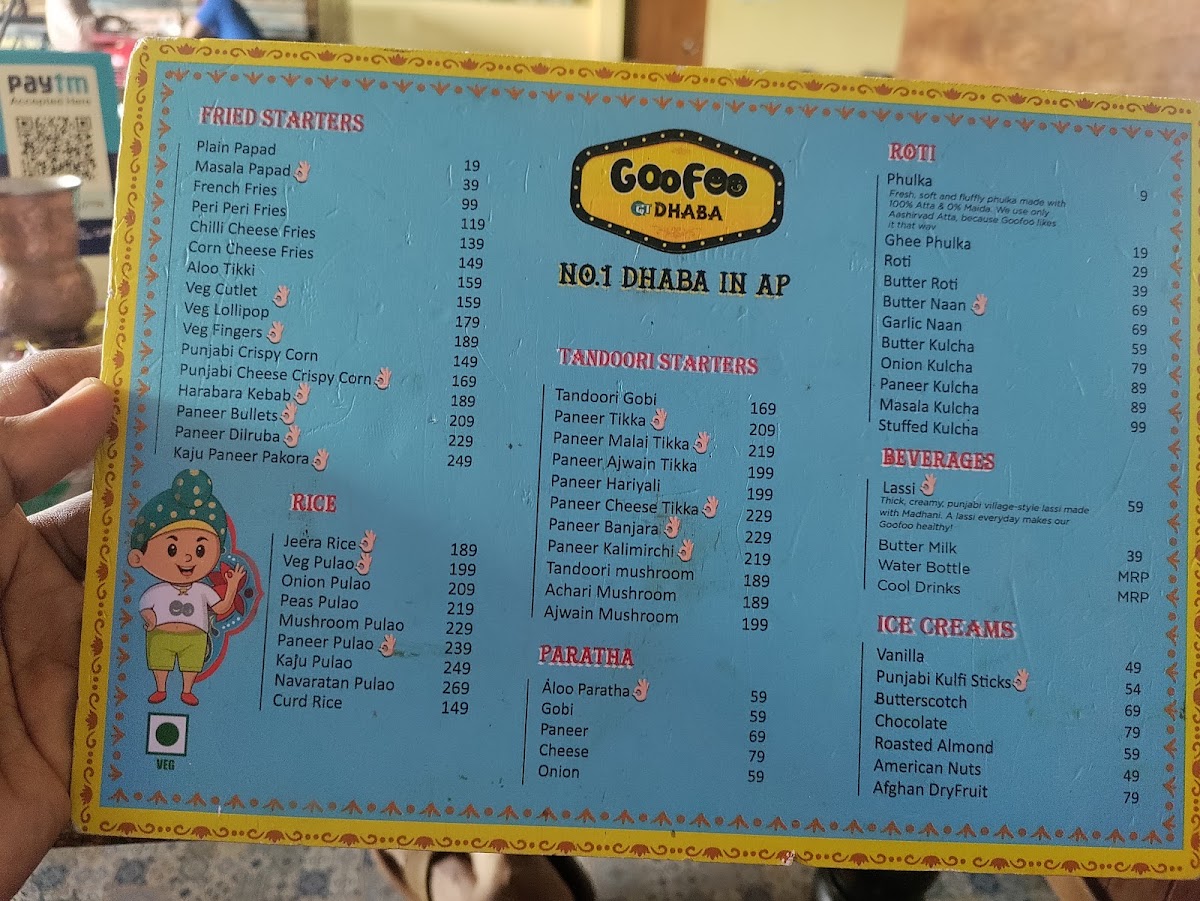 paytm
Accepted Here
FRIED STARTERS
Plain Papad 19
Masala Papad 39
French Fries 99
Peri Peri Fries 119
Chilli Cheese Fries 139
Corn Cheese Fries 149
Aloo Tikki 159
Veg Cutlet 159
Veg Lollipop 179
Veg Fingers 189
Punjabi Crispy Corn 149
Punjabi Cheese Crispy Corn 169
Harabara Kebab 189
Paneer Bullets 209
Paneer Dilruba 229
Kaju Paneer Pakora 249
RICE
Jeera Rice 189
Veg Pulao 199
Onion Pulao 209
Peas Pulao 219
Mushroom Pulao 229
Paneer Pulao 239
Kaju Pulao 249
Navaratan Pulao 269
Curd Rice 149
VEG
GOOFOO
DHABA
NO.1 DHABA IN AP
TANDOORI STARTERS
Tandoori Gobi 169
Paneer Tikka 209
Paneer Malai Tikka 219
Paneer Ajwain Tikka 199
Paneer Hariyali 199
Paneer Cheese Tikka 229
Paneer Banjara 229
Paneer Kalimirchi 219
Tandoori mushroom 189
Achari Mushroom 189
Ajwain Mushroom 199
PARATHA
Aloo Paratha 59
Gobi 59
Paneer 69
Cheese 79
Onion 59
ROTI
Phulka 9
Fresh, soft and fluffly phulka made with
100% Atta & 0% Maida. We use only
Aashirvad Atta, because Goofoo likes
it that way
Ghee Phulka 19
Roti 29
Butter Roti 39
Butter Naan 69
Garlic Naan 69
Butter Kulcha 59
Onion Kulcha 79
Paneer Kulcha 89
Masala Kulcha 89
Stuffed Kulcha 99
BEVERAGES
Lassi 59
Thick, creamy, punjabi village-style lassi made
with Madhani. A lassi everyday makes our
Goofoo healthy!
Butter Milk 39
Water Bottle MRP
Cool Drinks MRP
ICE CREAMS
Vanilla 49
Punjabi Kulfi Sticks 54
Butterscotch 69
Chocolate 79
Roasted Almond 59
American Nuts 49
Afghan DryFruit 79